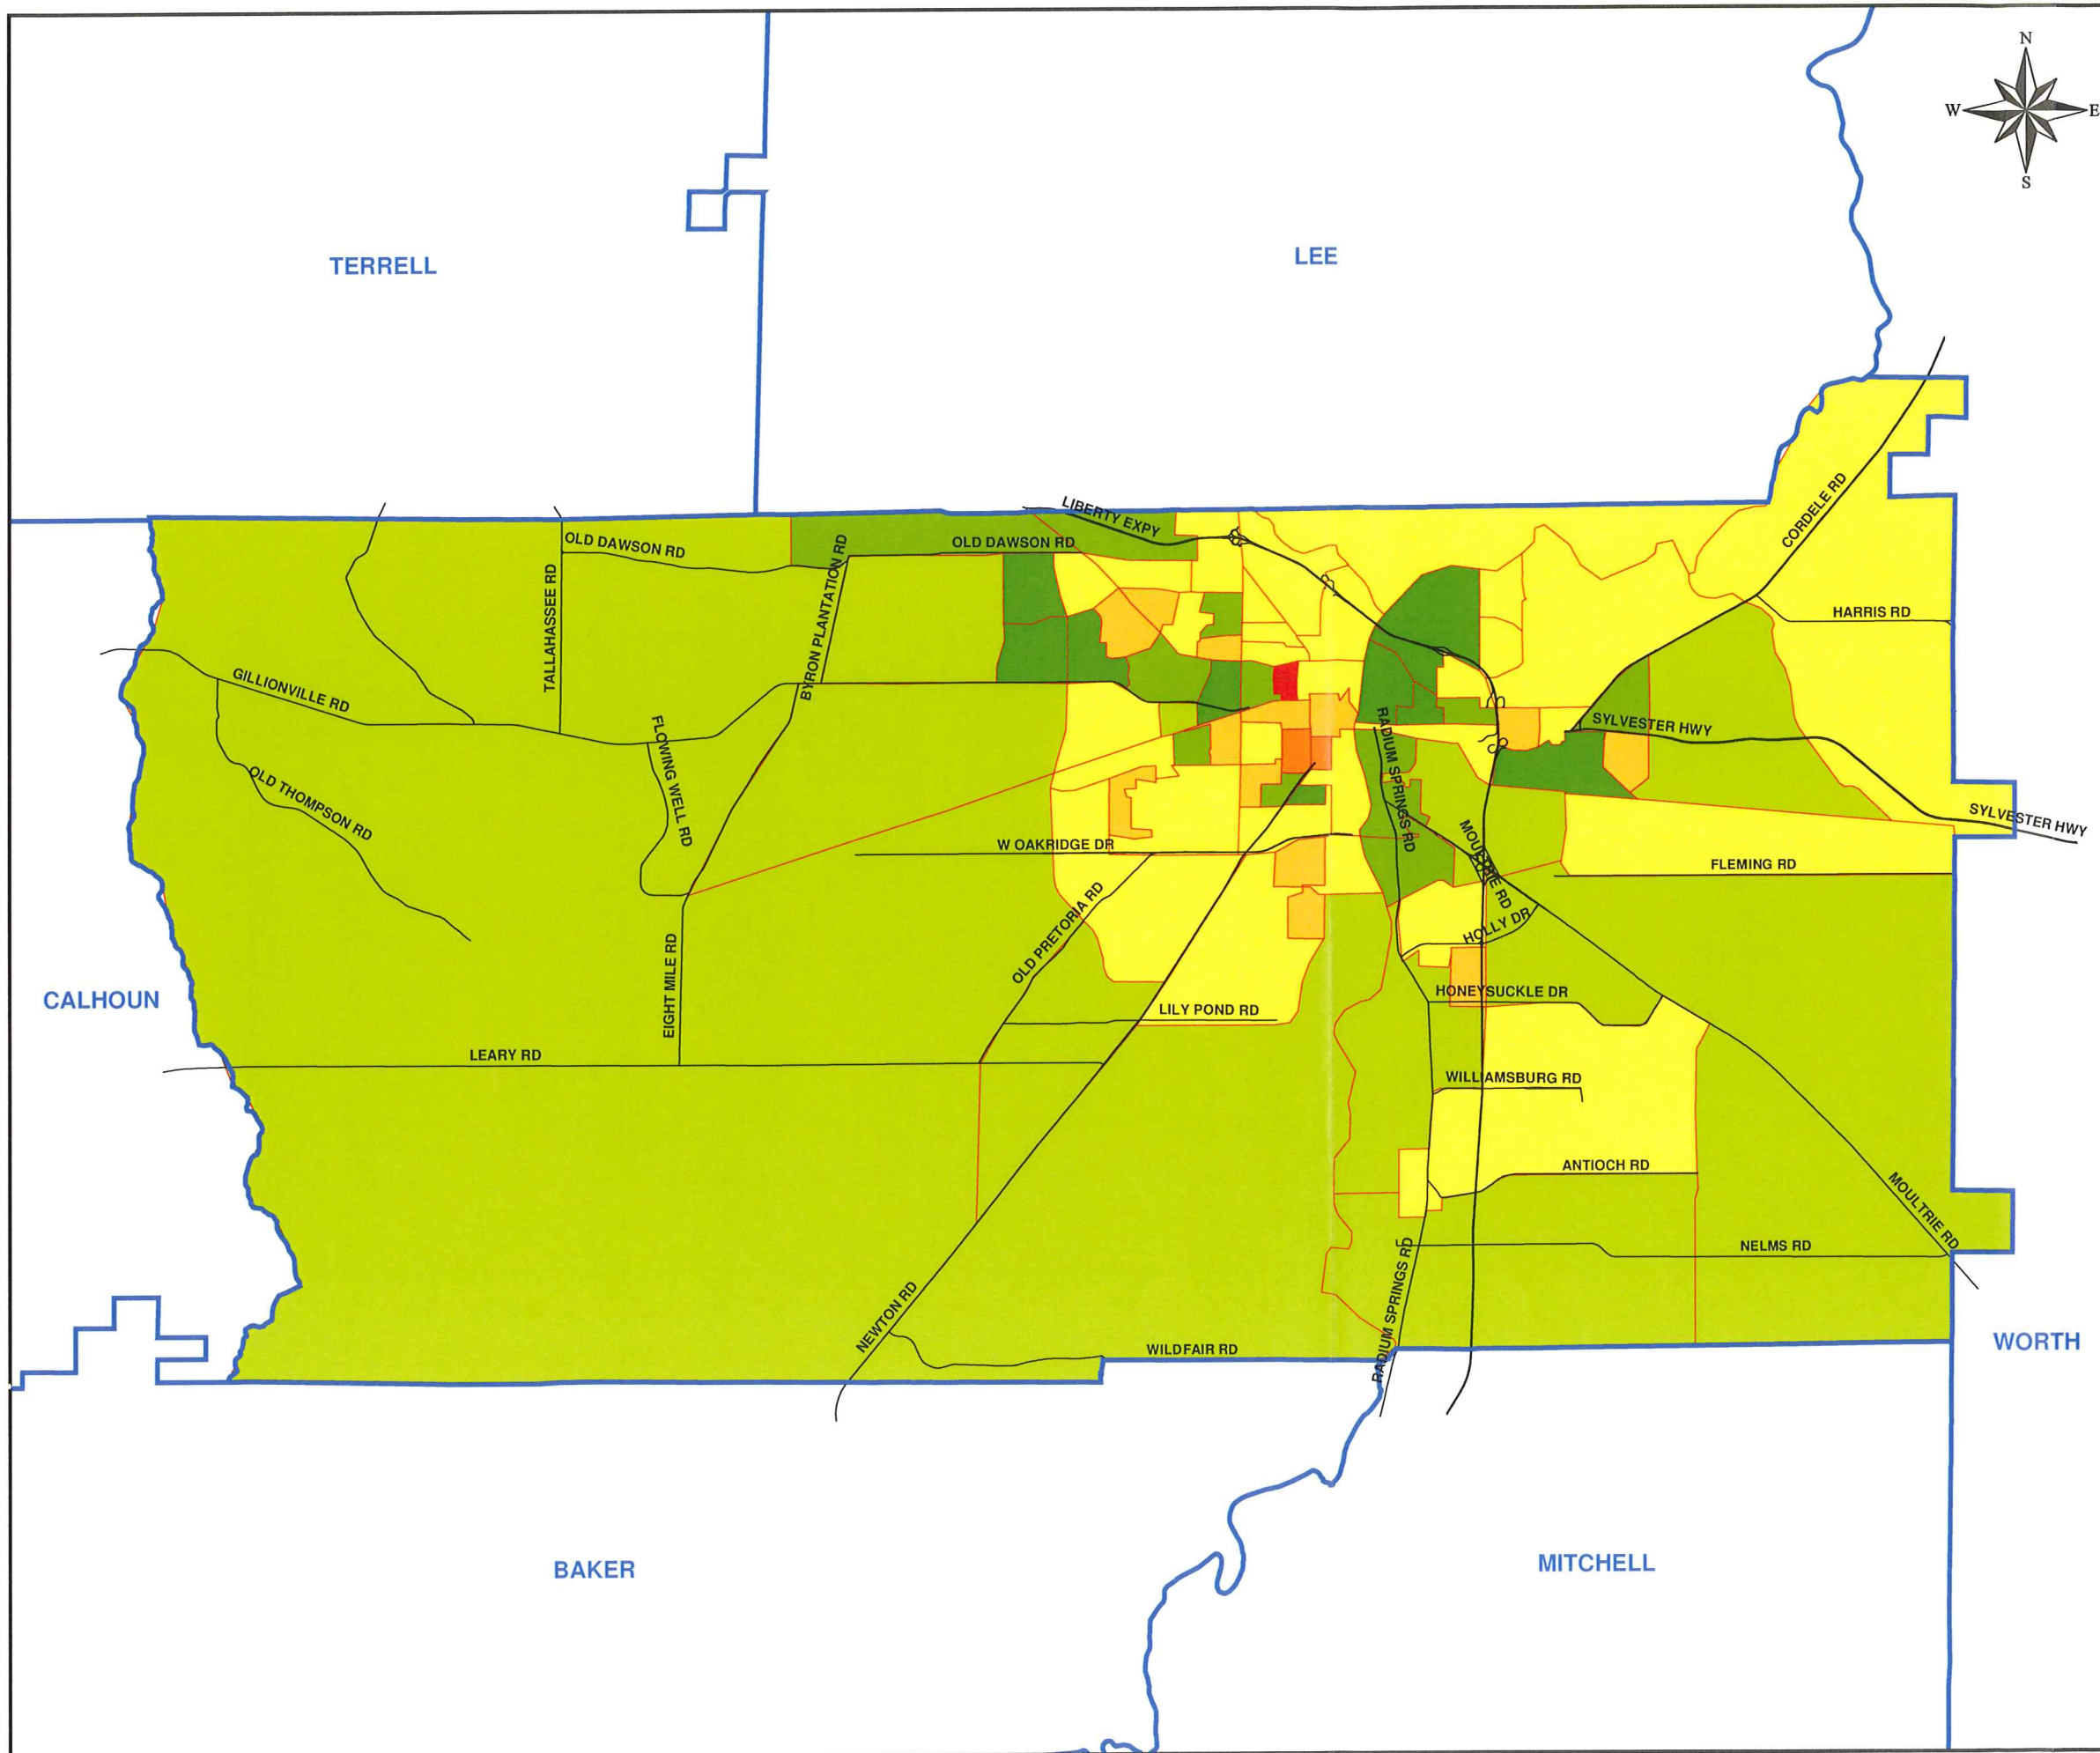 N
W
E
S
TERRELL
LEE
LIBERTY EXPY
OLD DAWSON RD
OLD DAWSON RD
CORDELE RD
TALLAHASSEE RD
BYRON PLANTATION RD
HARRIS RD
GILLIONVILLE RD
FLOWING WELL RD
RADIUM SPRINGS RD
SYLVESTER HWY
OLD THOMPSON RD
SYLVESTER HWY
W OAKRIDGE DR
MOULTRIE RD
FLEMING RD
OLD PRETORIA RD
HOLLY DR
EIGHT MILE RD
CALHOUN
HONEYSUCKLE DR
LILY POND RD
LEARY RD
WILLIAMSBURG RD
ANTIOCH RD
MOULTRIE RD
NELMS RD
NEWTON RD
RADIUM SPRINGS RD
WILDFAIR RD
WORTH
BAKER
MITCHELL